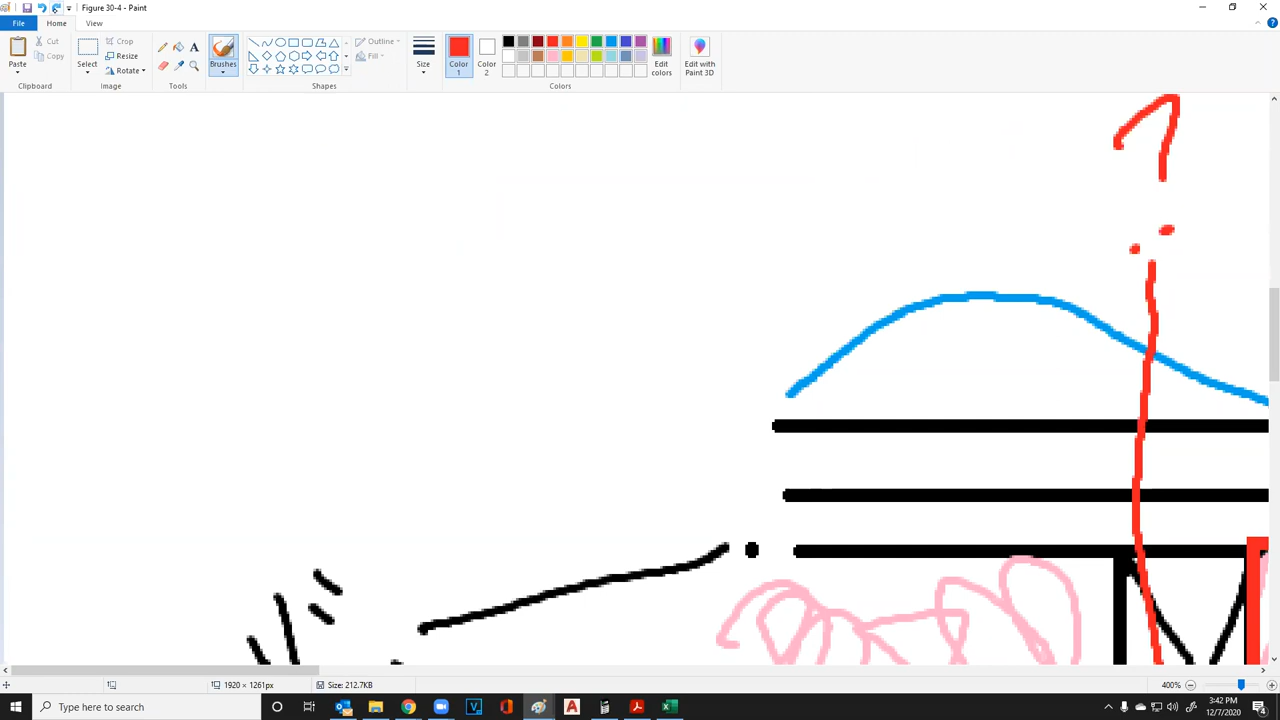 Figure 30-4 - Paint
File Home View
Paste
Cut
Copy
Clipboard
Select
Crop
Resize
Rotate
Image
Tools
Brushes
Outline
Fill
Shapes
Size
Color 1
Color 2
Edit colors
Colors
Edit with Paint 3D
1920 × 1261px
Size: 212.7KB
400%
Type here to search
3:42 PM
12/7/2020